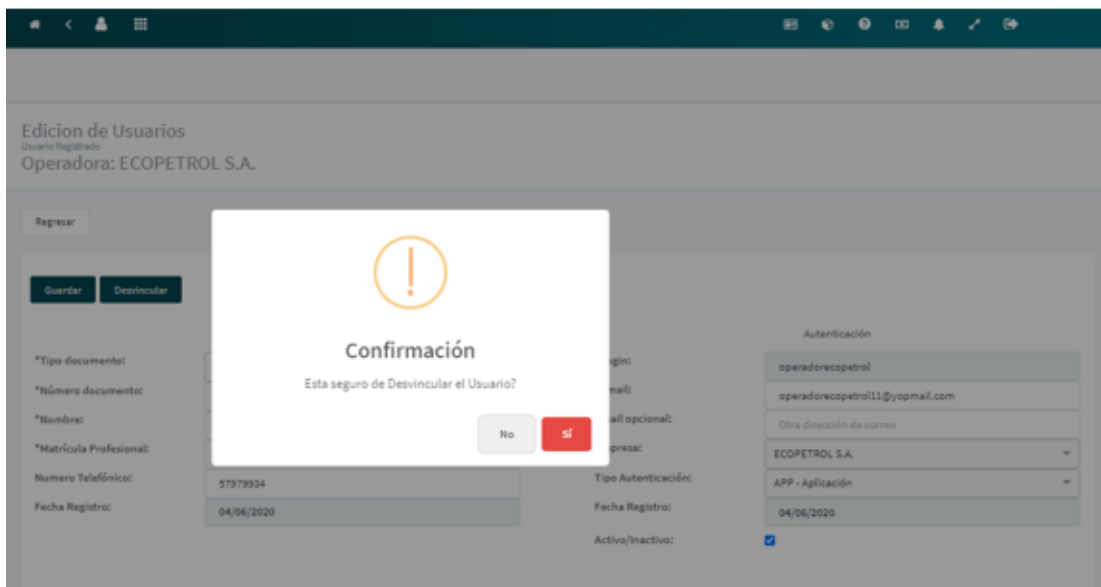 Edicion de Usuarios
Usuario Registrado
Operadora: ECOPETROL S.A.
Regresar
Guardar Desvincular
Confirmación
Esta seguro de Desvincular el Usuario?
No Sí
Autenticación
*Tipo documento:
operadorecopetrol
*Número documento:
operadorecopetrol11@yopmail.com
*Nombre:
Otra dirección de correo
*Matrícula Profesional:
ECOPETROL S.A.
Numero Telefónico: 57979934
Tipo Autenticación: APP - Aplicación
Fecha Registro: 04/06/2020
Fecha Registro: 04/06/2020
Activo/Inactivo: